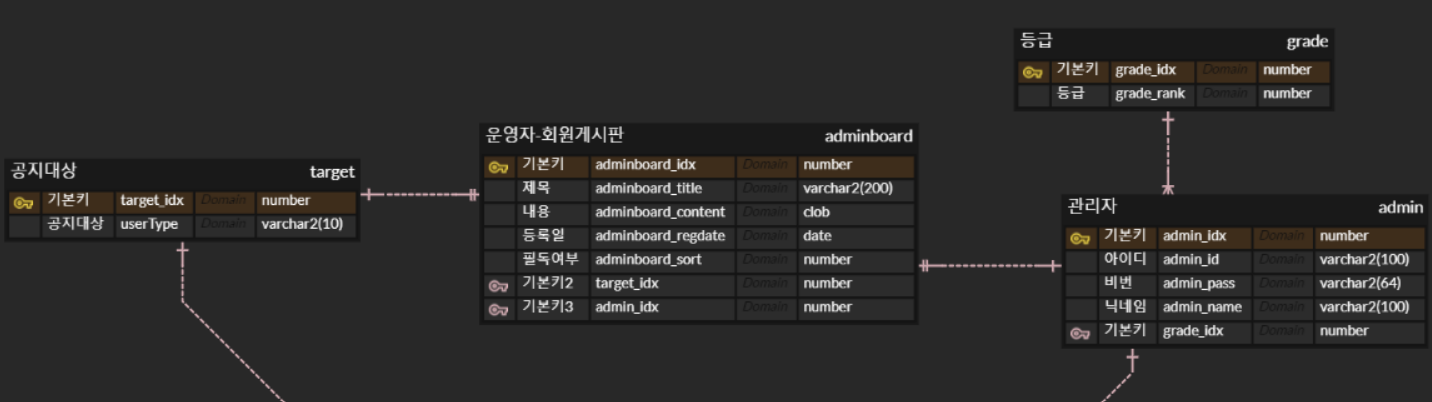 등급 grade
기본키 grade_idx Domain number
등급 grade_rank Domain number
운영자-회원게시판 adminboard
기본키 adminboard_idx Domain number
제목 adminboard_title Domain varchar2(200)
내용 adminboard_content Domain clob
등록일 adminboard_regdate Domain date
필독여부 adminboard_sort Domain number
기본키2 target_idx Domain number
기본키3 admin_idx Domain number
공지대상 target
기본키 target_idx Domain number
공지대상 userType Domain varchar2(10)
관리자 admin
기본키 admin_idx Domain number
아이디 admin_id Domain varchar2(100)
비번 admin_pass Domain varchar2(64)
닉네임 admin_name Domain varchar2(100)
기본키 grade_idx Domain number